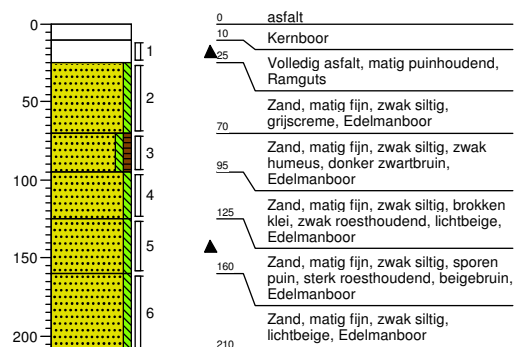 0
50
100
150
200
1
2
3
4
5
6
0 asfalt
10
Kernboor
25
Volledig asfalt, matig puinhoudend,
Ramguts
Zand, matig fijn, zwak siltig,
grijscreme, Edelmanboor
70
Zand, matig fijn, zwak siltig, zwak
humeus, donker zwartbruin,
Edelmanboor
95
Zand, matig fijn, zwak siltig, brokken
klei, zwak roesthoudend, lichtbeige,
Edelmanboor
125
Zand, matig fijn, zwak siltig, sporen
puin, sterk roesthoudend, beigebruin,
Edelmanboor
160
Zand, matig fijn, zwak siltig,
lichtbeige, Edelmanboor
210